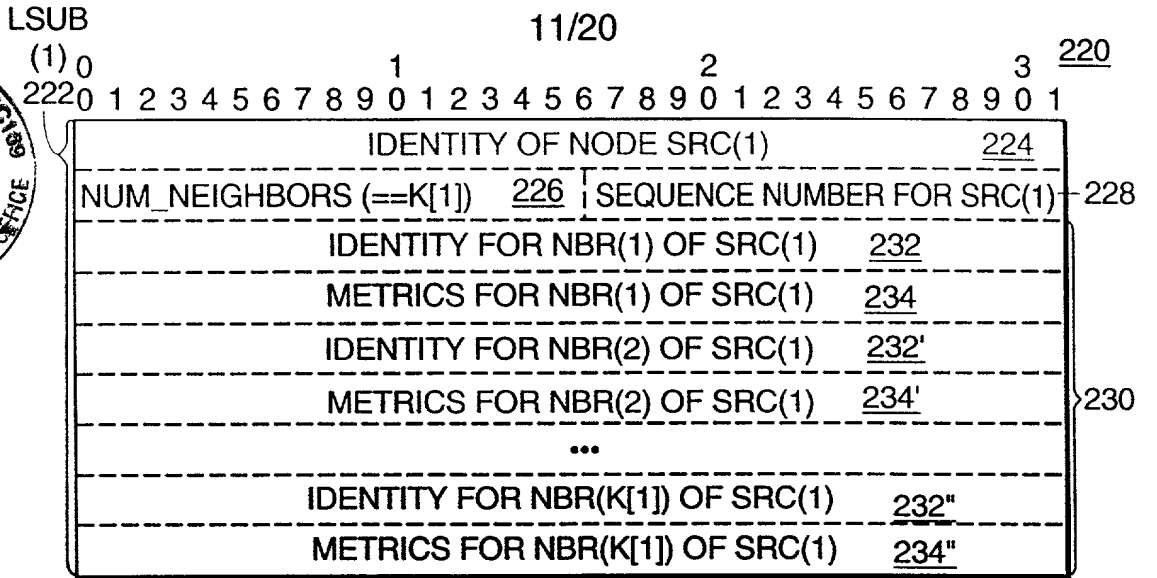 LSUB
11/20
(1) 0 1 2 3 220
222 0 1 2 3 4 5 6 7 8 9 0 1 2 3 4 5 6 7 8 9 0 1 2 3 4 5 6 7 8 9 0 1
IDENTITY OF NODE SRC(1) 224
NUM_NEIGHBORS (==K[1]) 226 SEQUENCE NUMBER FOR SRC(1) 228
IDENTITY FOR NBR(1) OF SRC(1) 232
METRICS FOR NBR(1) OF SRC(1) 234
IDENTITY FOR NBR(2) OF SRC(1) 232'
METRICS FOR NBR(2) OF SRC(1) 234' 230
•••
IDENTITY FOR NBR(K[1]) OF SRC(1) 232"
METRICS FOR NBR(K[1]) OF SRC(1) 234"